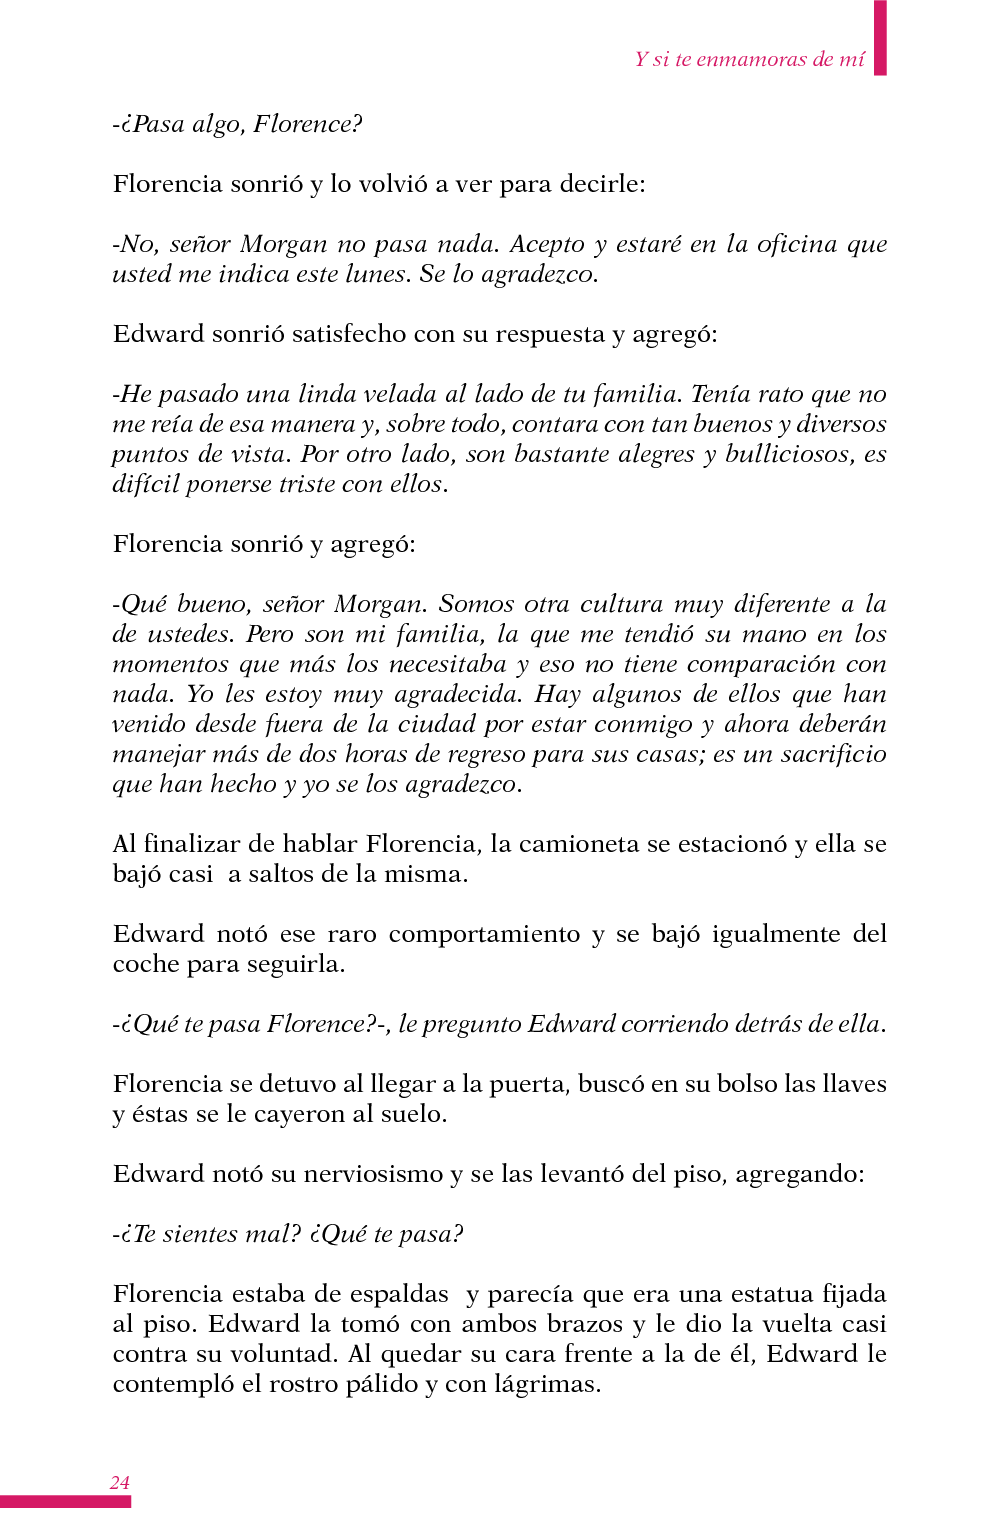 Y si te enmamoras de mí
-¿Pasa algo, Florence?
Florencia sonrió y lo volvió a ver para decirle:
-No, señor Morgan no pasa nada. Acepto y estaré en la oficina que
usted me indica este lunes. Se lo agradezco.
Edward sonrió satisfecho con su respuesta y agregó:
-He pasado una linda velada al lado de tu familia. Tenía rato que no
me reía de esa manera y, sobre todo, contara con tan buenos y diversos
puntos de vista. Por otro lado, son bastante alegres y bulliciosos, es
difícil ponerse triste con ellos.
Florencia sonrió y agregó:
-Qué bueno, señor Morgan. Somos otra cultura muy diferente a la
de ustedes. Pero son mi familia, la que me tendió su mano en los
momentos que más los necesitaba y eso no tiene comparación con
nada. Yo les estoy muy agradecida. Hay algunos de ellos que han
venido desde fuera de la ciudad por estar conmigo y ahora deberán
manejar más de dos horas de regreso para sus casas; es un sacrificio
que han hecho y yo se los agradezco.
Al finalizar de hablar Florencia, la camioneta se estacionó y ella se
bajó casi  a saltos de la misma.
Edward notó ese raro comportamiento y se bajó igualmente del
coche para seguirla.
-¿Qué te pasa Florence?-, le pregunto Edward corriendo detrás de ella.
Florencia se detuvo al llegar a la puerta, buscó en su bolso las llaves
y éstas se le cayeron al suelo.
Edward notó su nerviosismo y se las levantó del piso, agregando:
-¿Te sientes mal? ¿Qué te pasa?
Florencia estaba de espaldas  y parecía que era una estatua fijada
al piso. Edward la tomó con ambos brazos y le dio la vuelta casi
contra su voluntad. Al quedar su cara frente a la de él, Edward le
contempló el rostro pálido y con lágrimas.
24